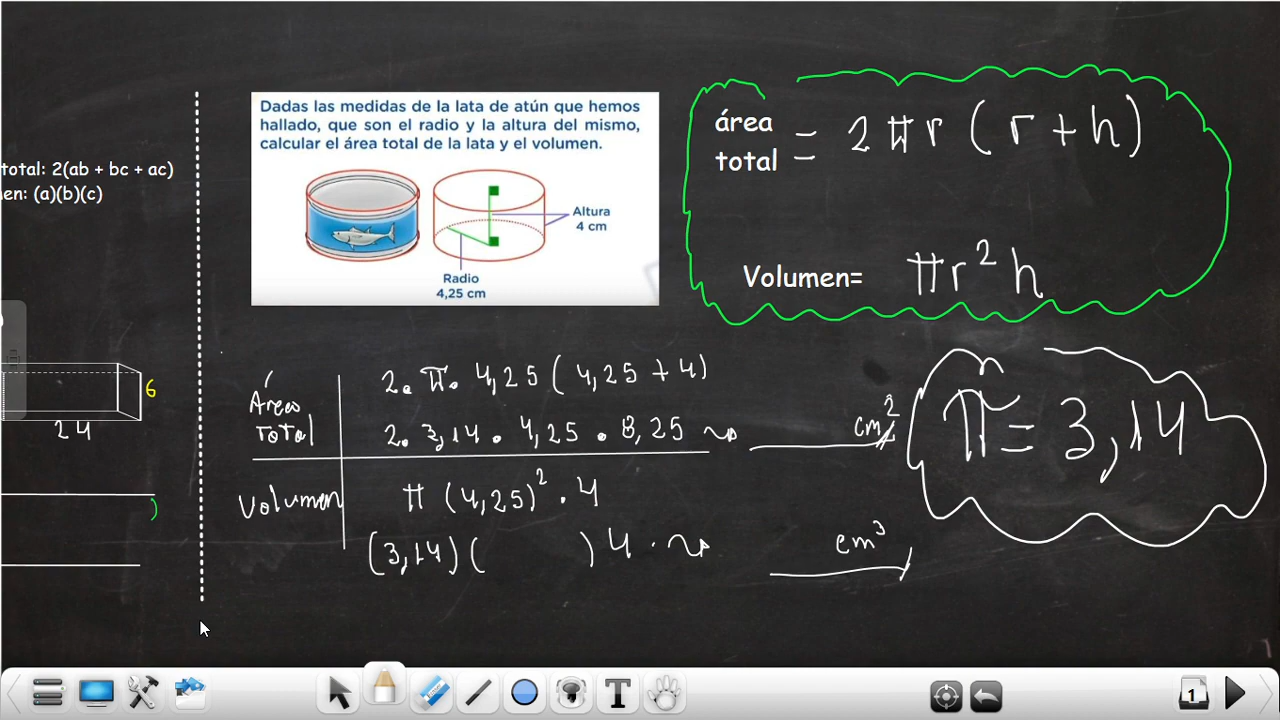 total: 2(ab + bc + ac)
en: (a)(b)(c)
6
24
)
Dadas las medidas de la lata de atún que hemos
hallado, que son el radio y la altura del mismo,
calcular el área total de la lata y el volumen.
Altura
4 cm
Radio
4,25 cm
área
total = 2πr (r+h)
Volumen= πr²h
Área
Total
2.π.4,25(4,25+4)
2.3,14.4,25.8,25
cm²
Volumen
π(4,25)².4
(3,14)( )4.
cm³
π=3,14
1